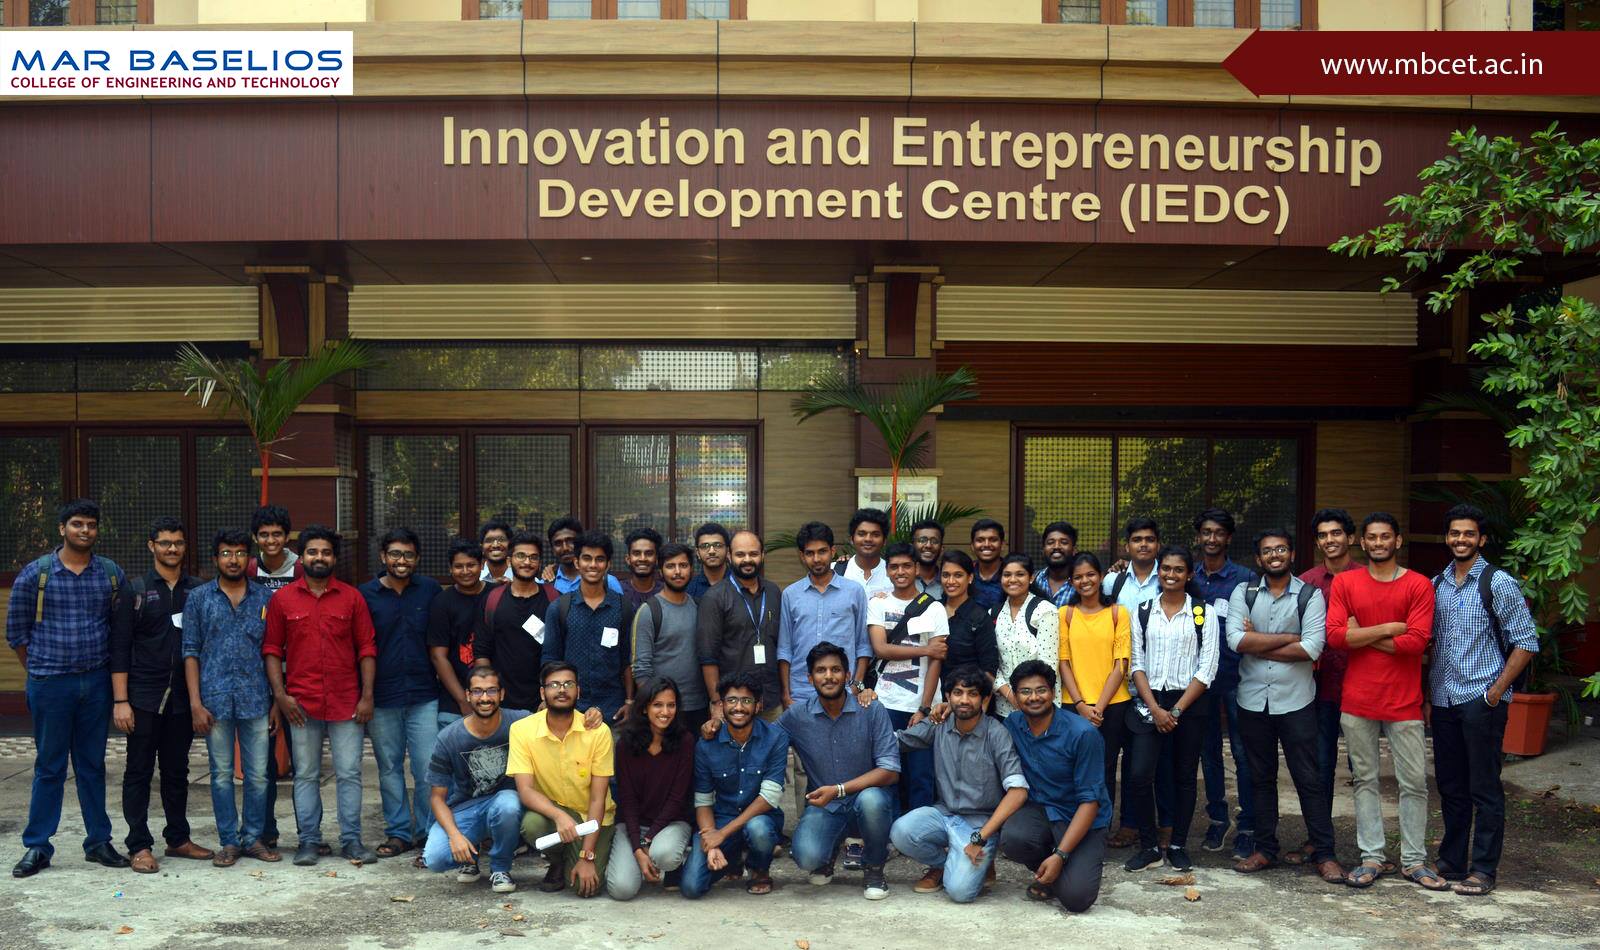 MAR BASELIOS
COLLEGE OF ENGINEERING AND TECHNOLOGY
www.mbcet.ac.in
Innovation and Entrepreneurship
Development Centre (IEDC)